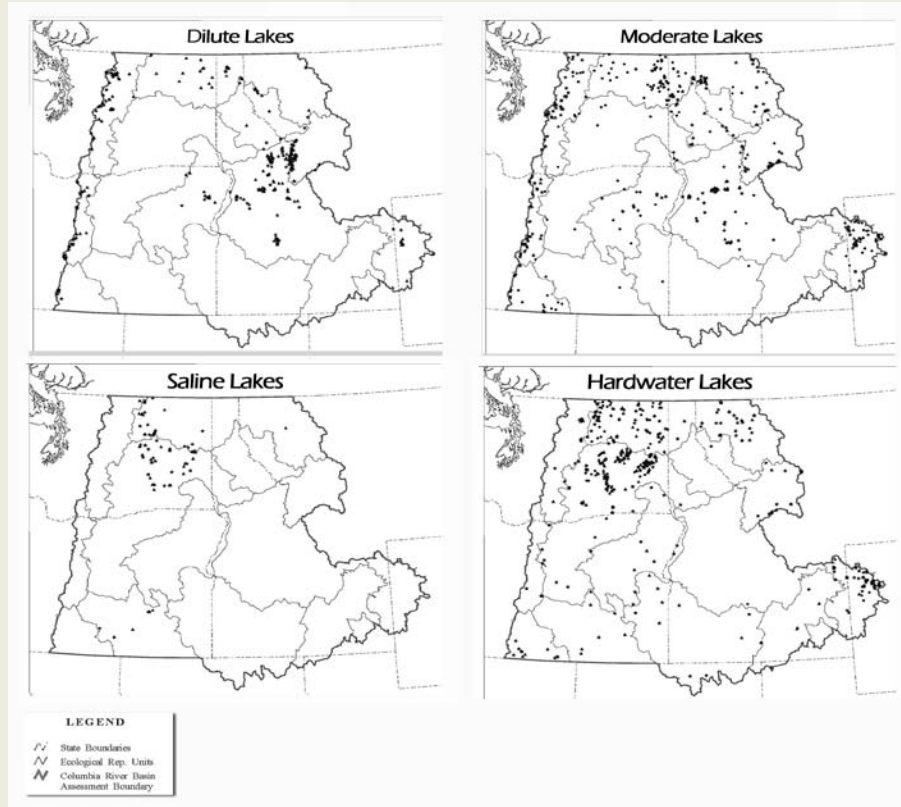 Dilute Lakes
Moderate Lakes
Saline Lakes
Hardwater Lakes
LEGEND
State Boundaries
Ecological Rep. Units
Columbia River Basin
Assessment Boundary